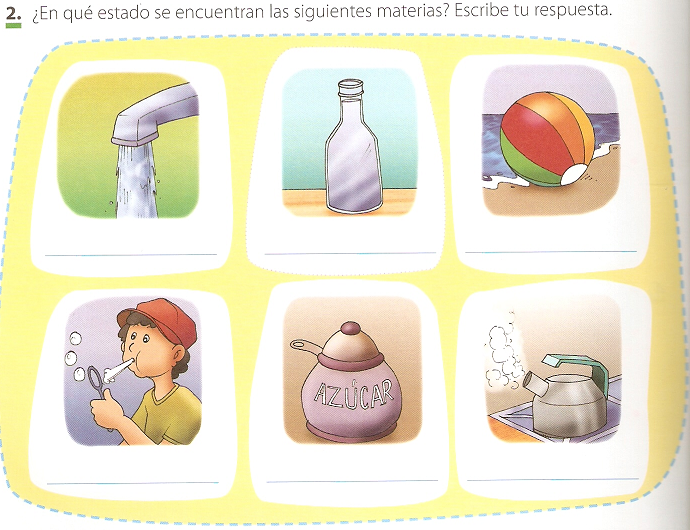 2. ¿En qué estado se encuentran las siguientes materias? Escribe tu respuesta.
AZÚCAR